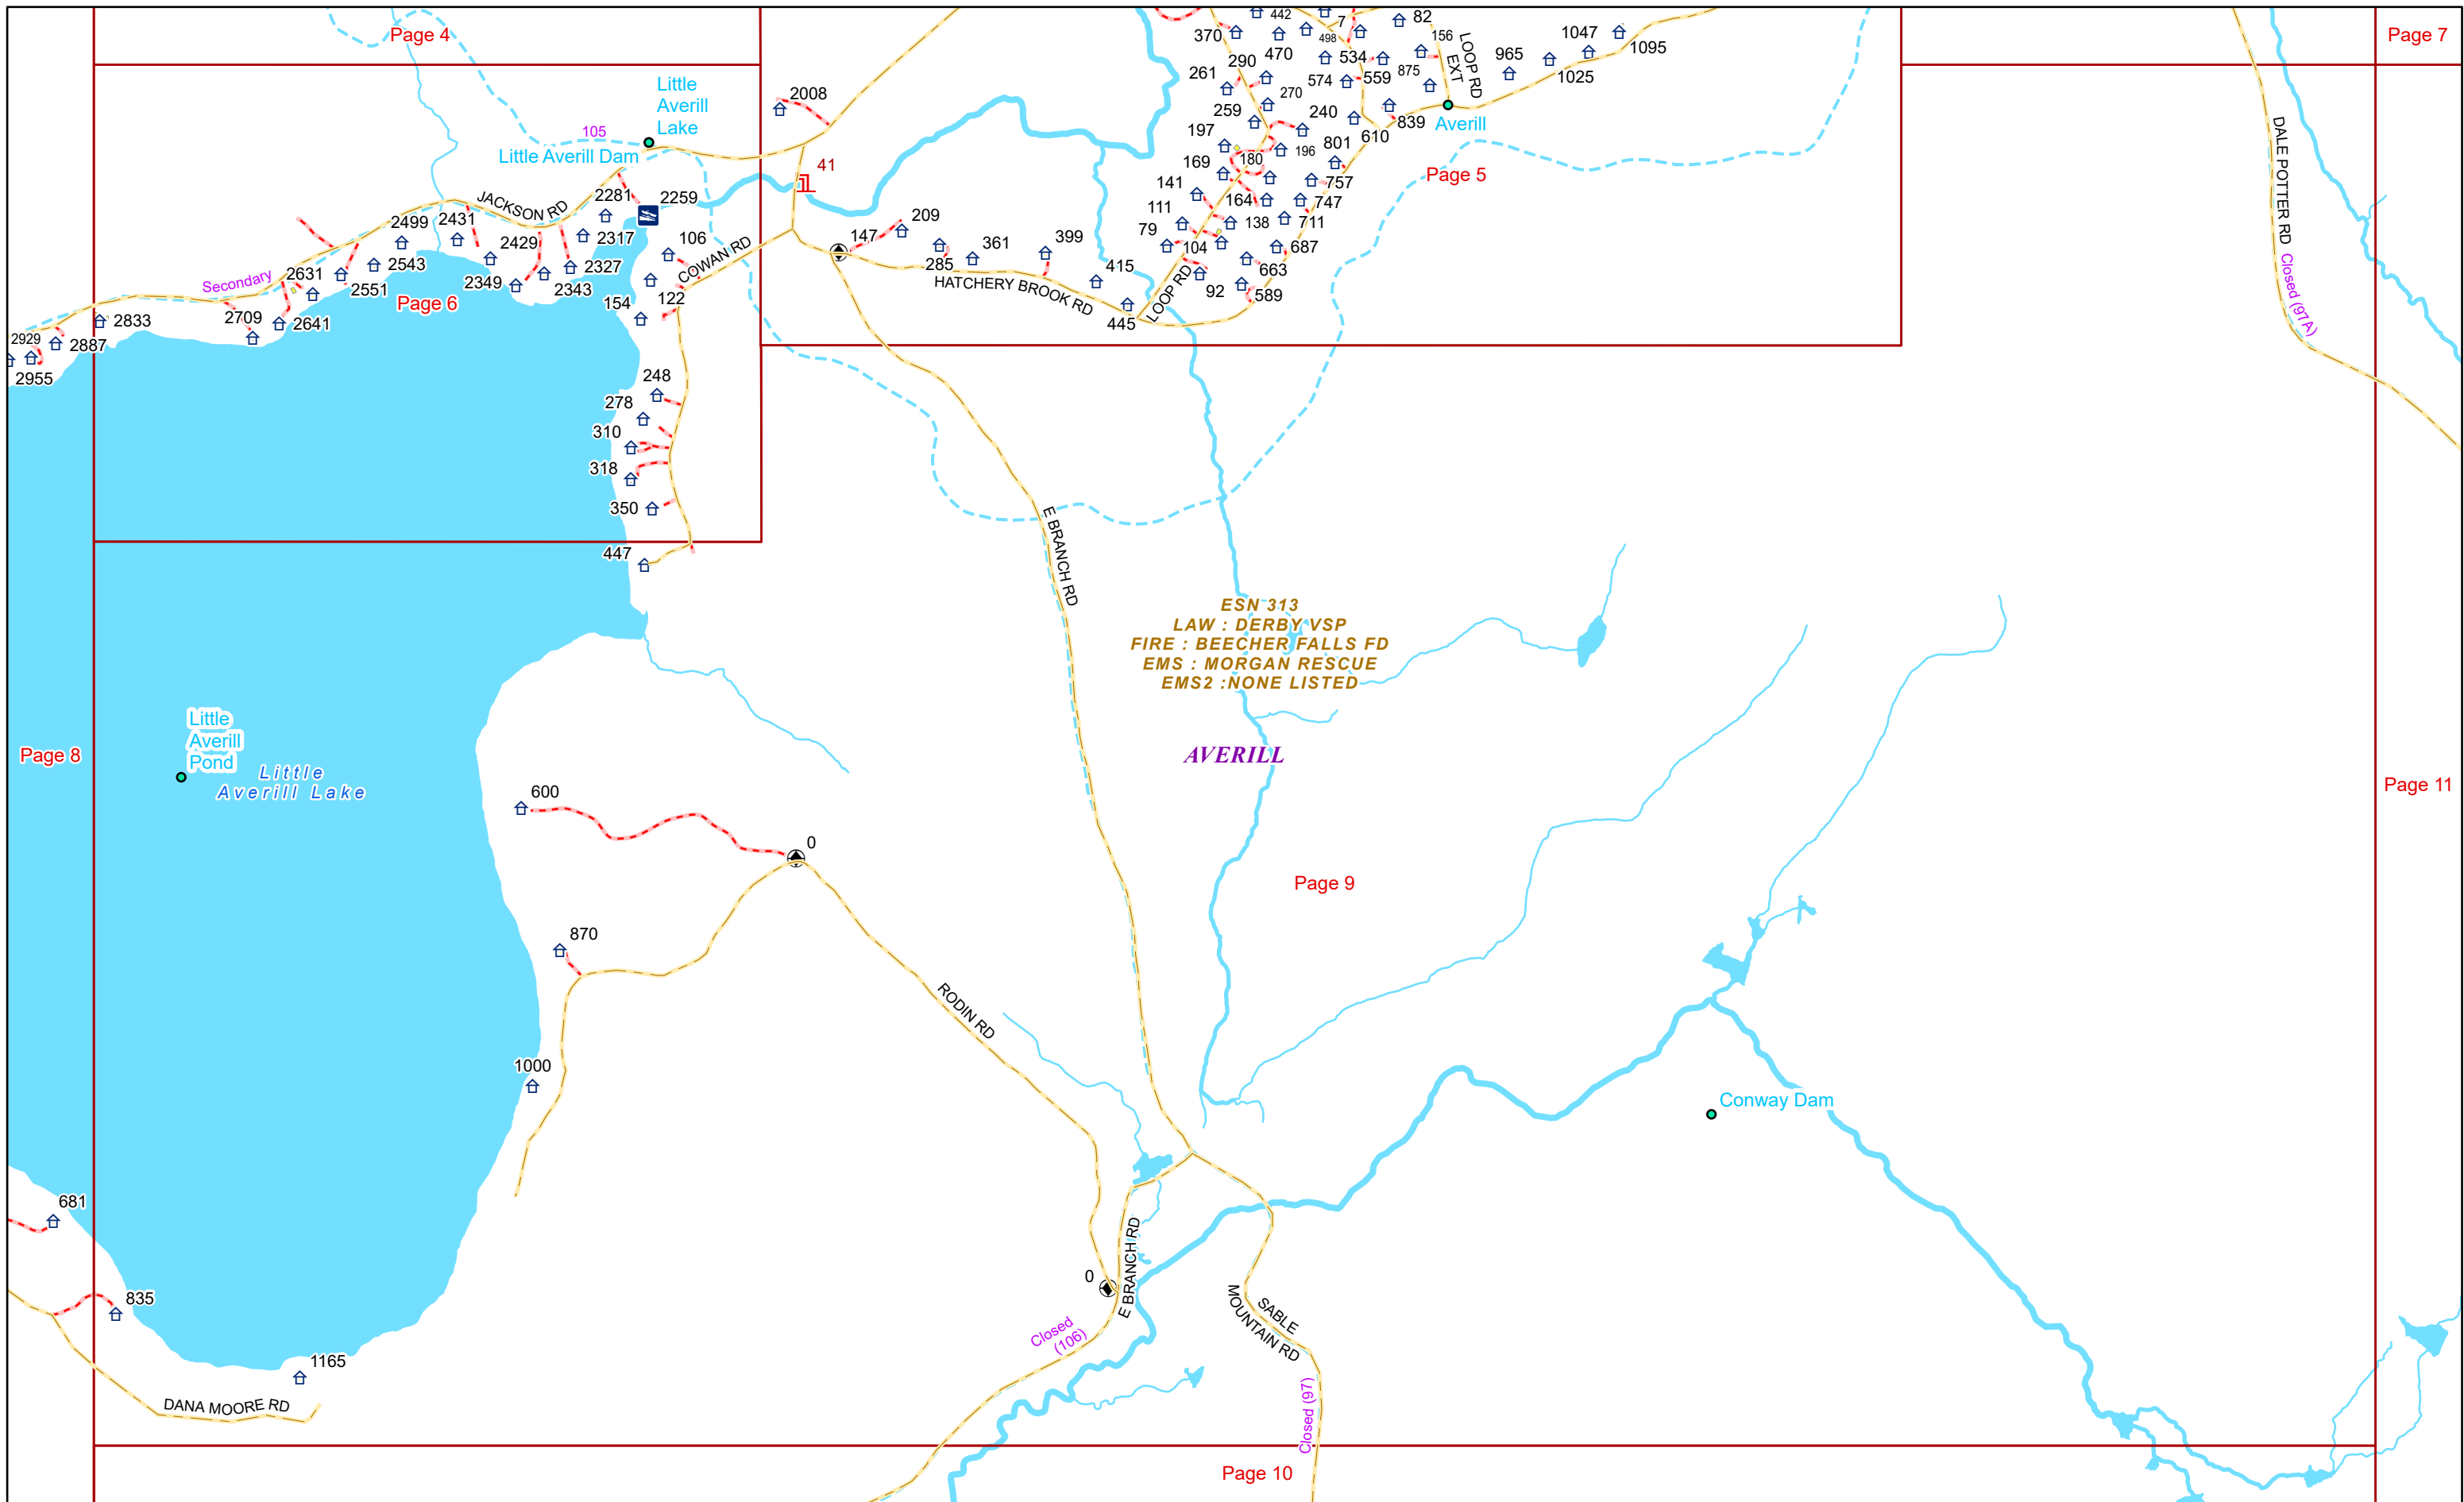 Page 4
442
7
82
Page 7
370
498
156
LOOP RD
EXT
1047
1095
470
534
965
1025
290
261
574
559
875
270
259
240
839
Averill
610
Little
Averill
Lake
2008
105
Little Averill Dam
41
197
196
801
180
169
Page 5
757
141
164
747
111
138
711
79
104
687
663
92
589
DALE POTTER RD
Closed (97A)
JACKSON RD
2281
2259
2499
2431
2429
2317
106
209
147
361
399
285
415
HATCHERY BROOK RD
445
LOOP RD
COWAN RD
Secondary
2631
2543
2551
2349
2343
2327
Page 6
154
122
2833
2709
2641
2929
2887
2955
248
278
310
318
350
447
E BRANCH RD
ESN 313
LAW : DERBY VSP
FIRE : BEECHER FALLS FD
EMS : MORGAN RESCUE
EMS2 :NONE LISTED
AVERILL
Little
Averill
Pond
Little
Averill Lake
Page 8
Page 11
600
0
Page 9
870
RODIN RD
1000
Conway Dam
681
835
0
E BRANCH RD
Closed
(106)
SABLE
MOUNTAIN RD
Closed (97)
1165
DANA MOORE RD
Page 10